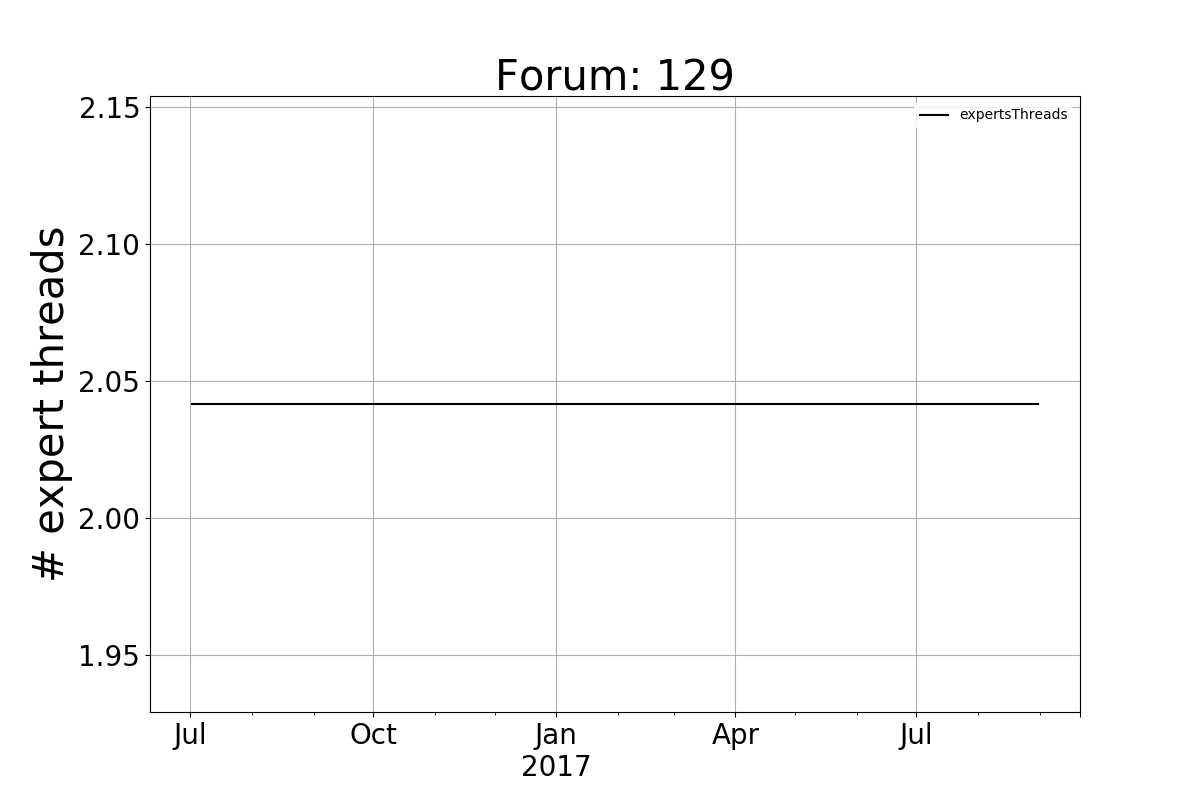 Forum: 129
2.15
expertsThreads
2.10
2.05
2.00
1.95
# expert threads
Jul
Oct
Jan
Apr
Jul
2017